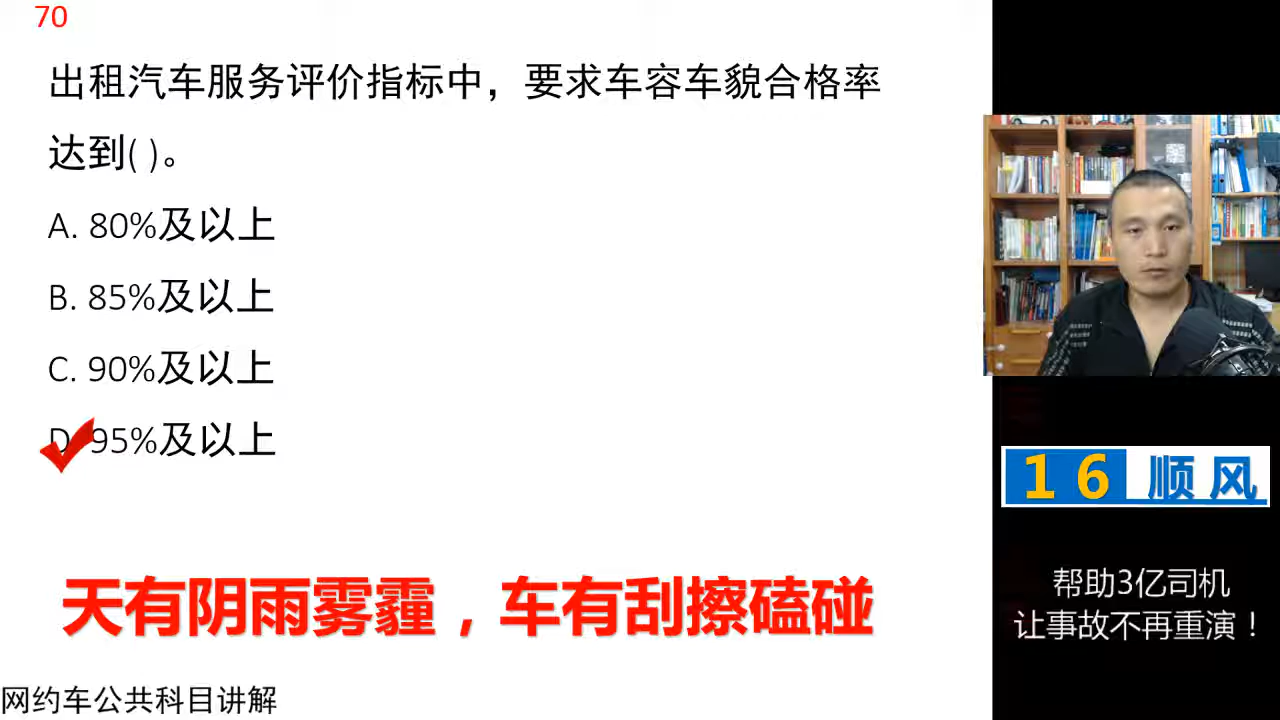 70
出租汽车服务评价指标中，要求车容车貌合格率
达到( )。
A. 80%及以上
B. 85%及以上
C. 90%及以上
D. 95%及以上
天有阴雨雾霾，车有刮擦磕碰
网约车公共科目讲解
16顺风
帮助3亿司机
让事故不再重演！